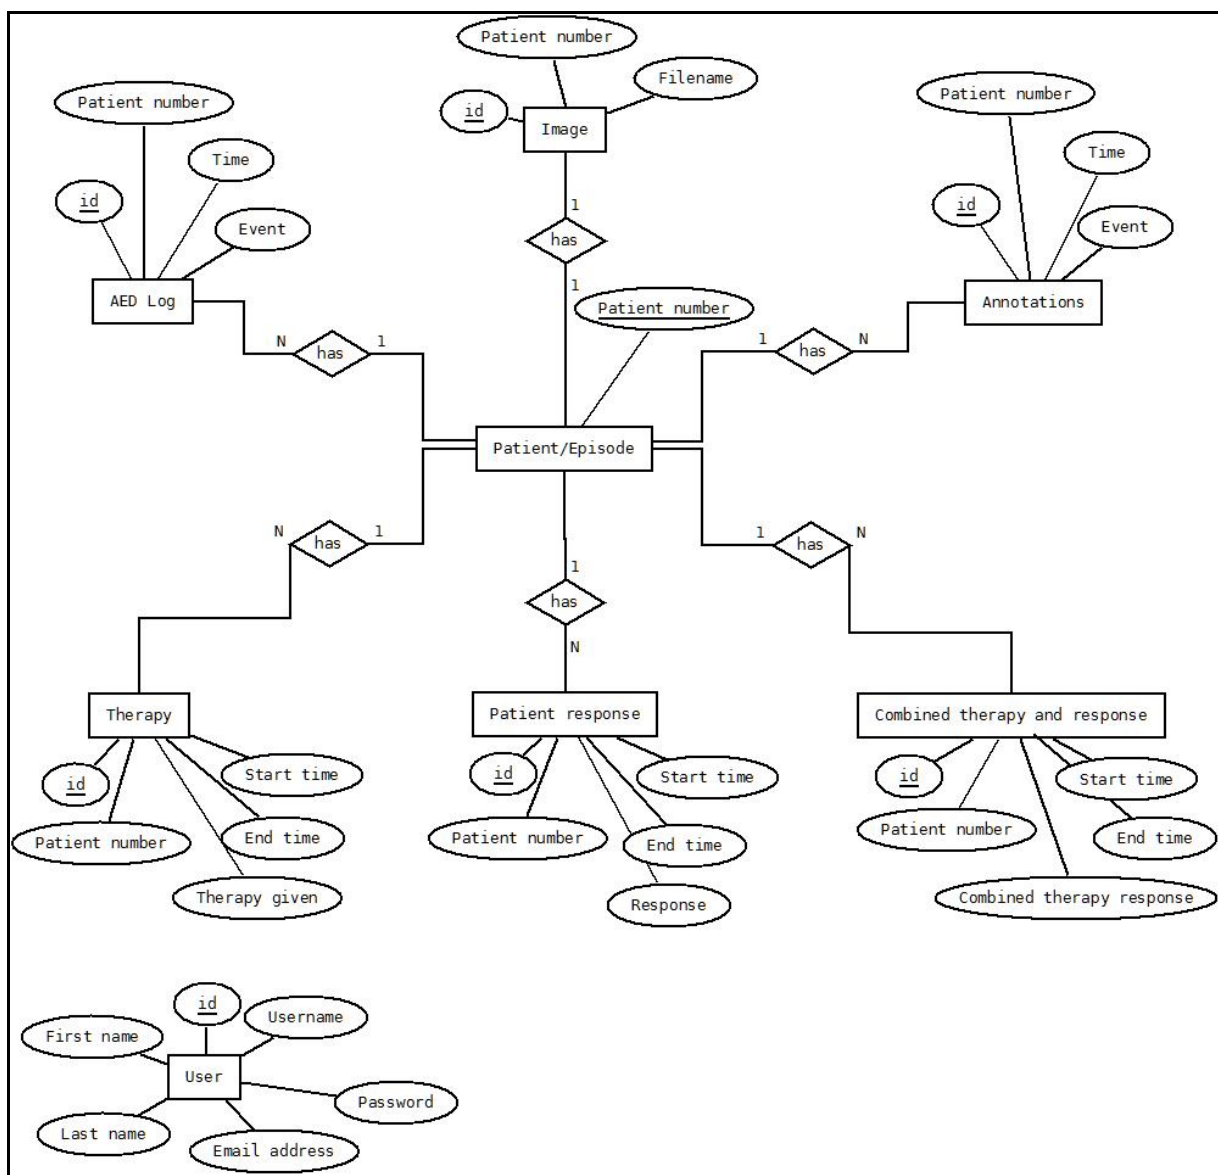 Patient number
Filename
id
Image
Patient number
Time
id
Event
AED Log
Patient number
Time
id
Event
Annotations
1
has
1
Patient number
N
has
1
1
has
N
Patient/Episode
N
has
1
1
has
N
1
has
N
Therapy
id
Start time
Patient number
End time
Therapy given
Patient response
id
Start time
Patient number
End time
Response
Combined therapy and response
id
Start time
Patient number
End time
Combined therapy response
id
Username
First name
User
Password
Last name
Email address